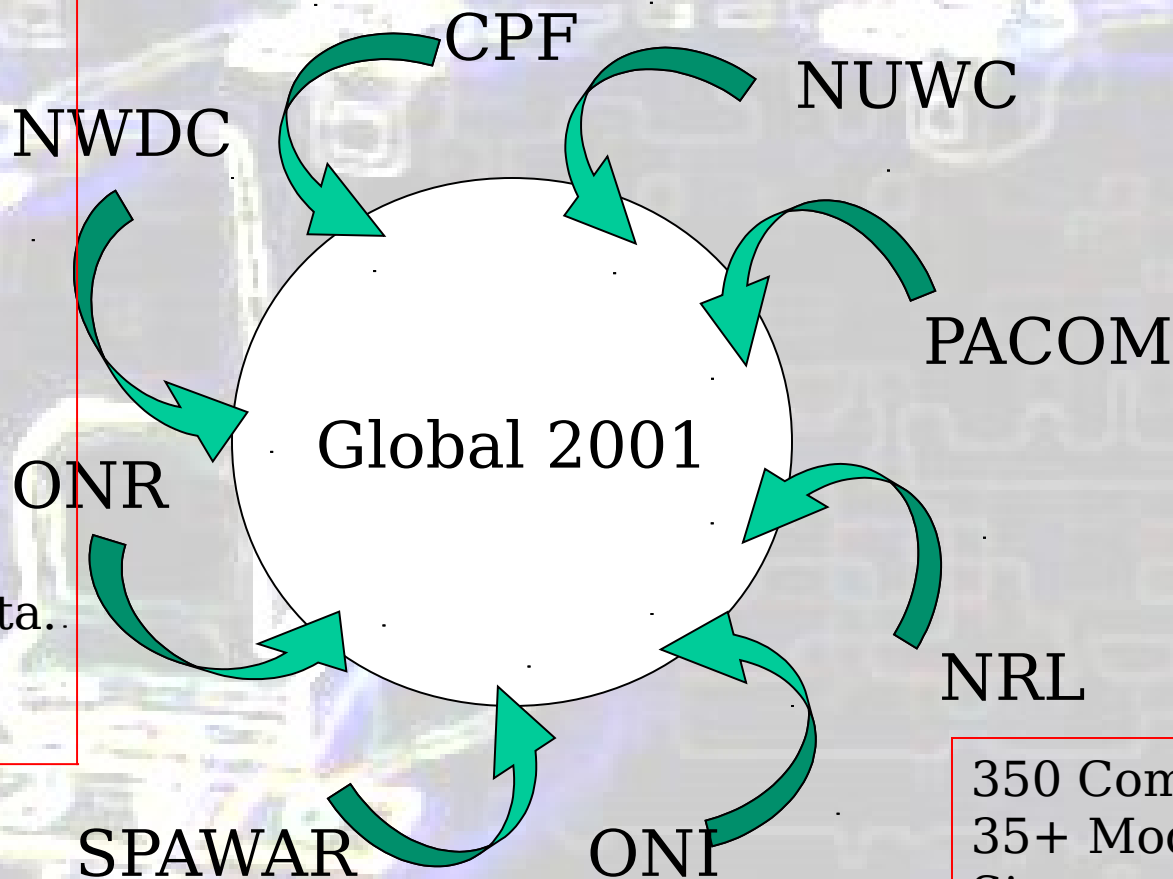 CPF
NUWC
NWDC
PACOM
Global 2001
ONR
ta.
NRL
350 Com
35+ Mod
SPAWAR
ONI